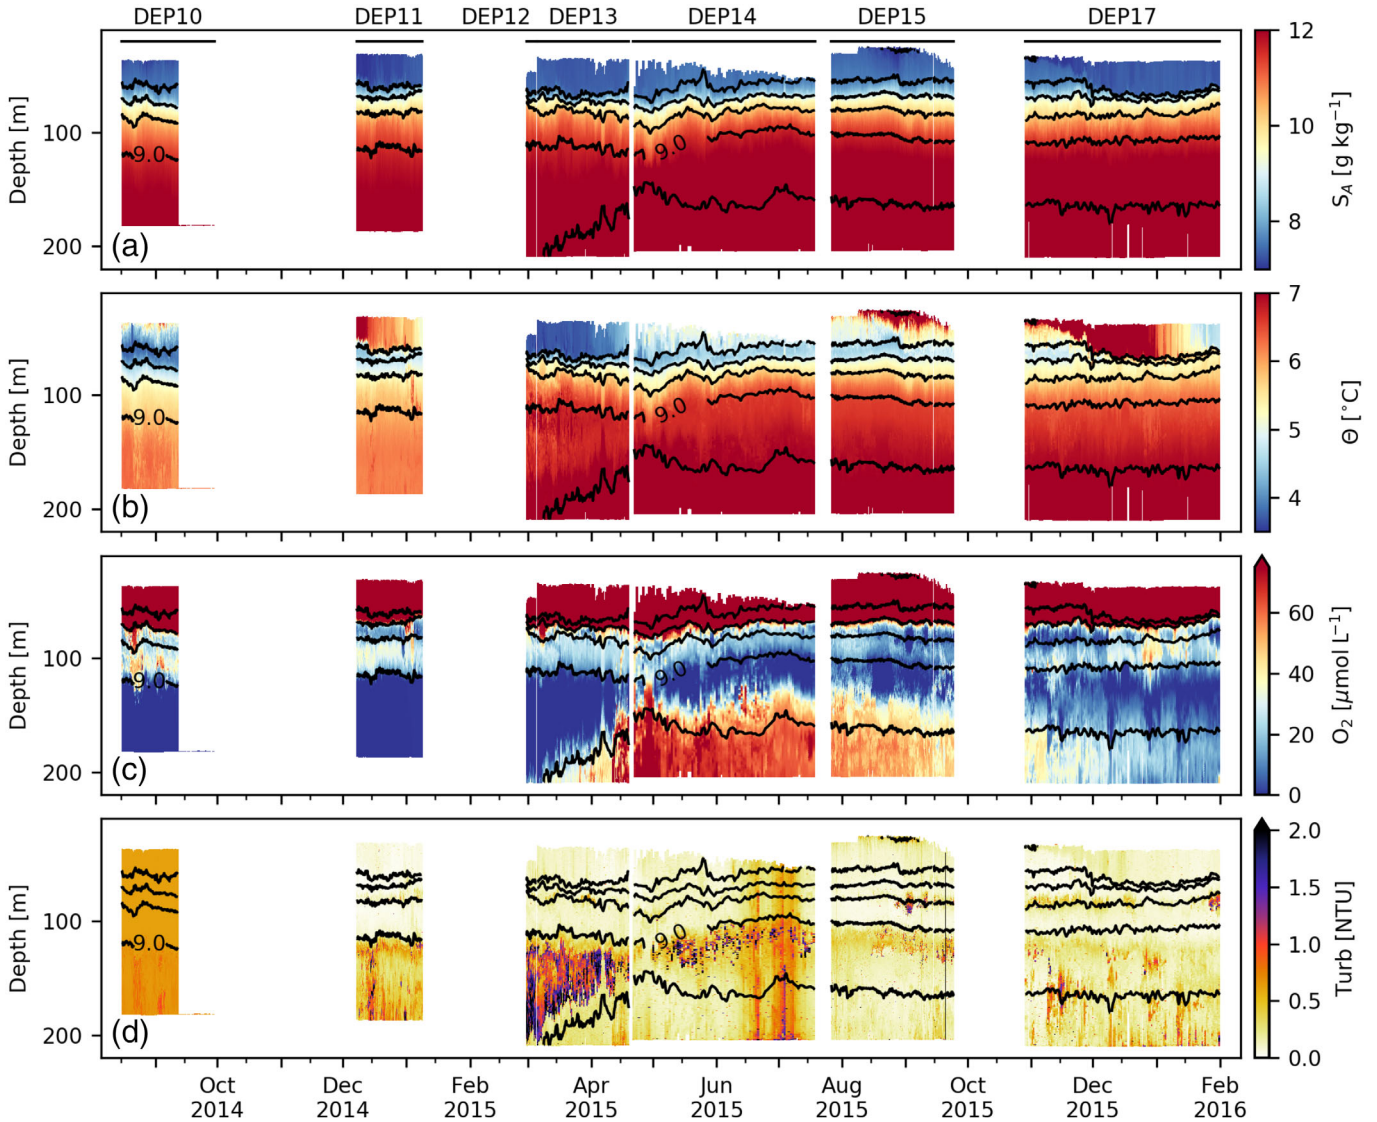 DEP10 DEP11 DEP12 DEP13 DEP14 DEP15 DEP17
Depth [m]
100
200
9.0
9.0
(a)
12
10
8
S_A [g kg⁻¹]
Depth [m]
100
200
9.0
9.0
(b)
7
6
5
4
Θ [°C]
Depth [m]
100
200
9.0
9.0
(c)
60
40
20
0
O₂ [μmol L⁻¹]
Depth [m]
100
200
9.0
9.0
(d)
2.0
1.5
1.0
0.5
0.0
Turb [NTU]
Oct Dec Feb Apr Jun Aug Oct Dec Feb
2014 2014 2015 2015 2015 2015 2015 2015 2016